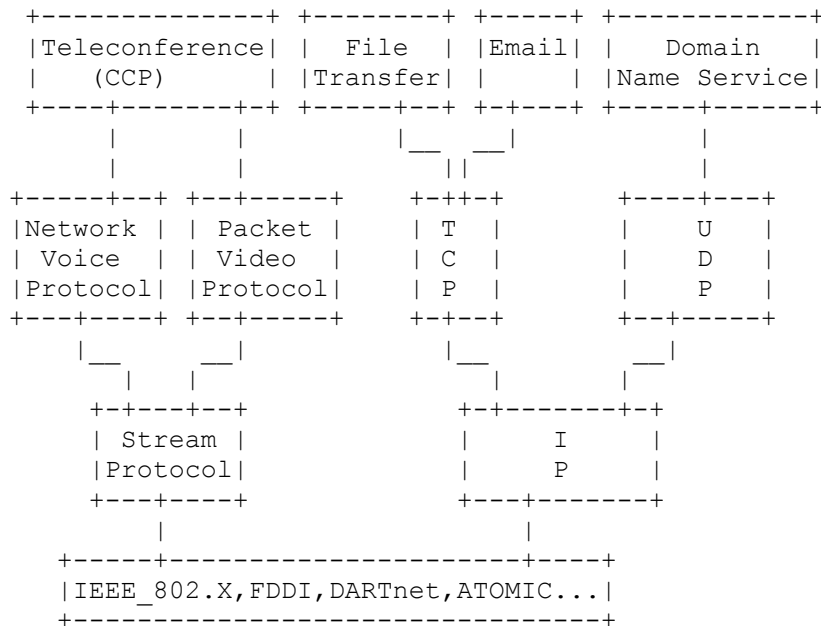 Teleconference File Email Domain
(CCP) Transfer Name Service
Network Packet T U
Voice Video C D
Protocol Protocol P P
Stream I
Protocol P
IEEE_802.X,FDDI,DARTnet,ATOMIC...